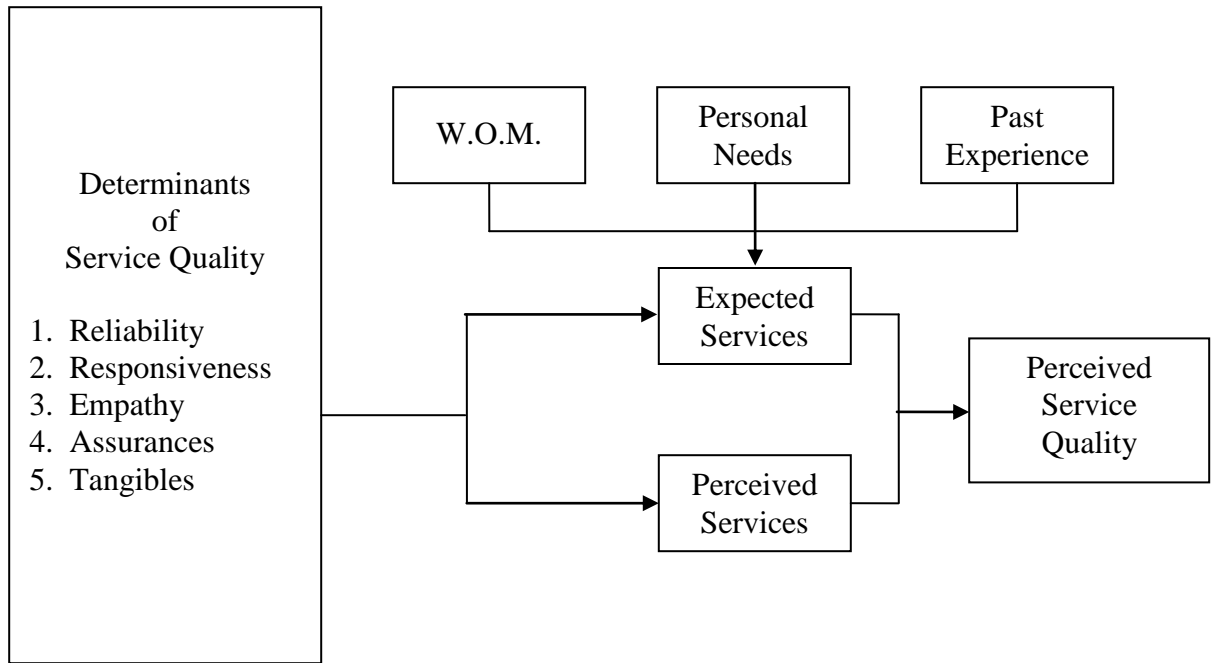 Determinants
of
Service Quality
1. Reliability
2. Responsiveness
3. Empathy
4. Assurances
5. Tangibles
W.O.M.
Personal
Needs
Past
Experience
Expected
Services
Perceived
Services
Perceived
Service
Quality